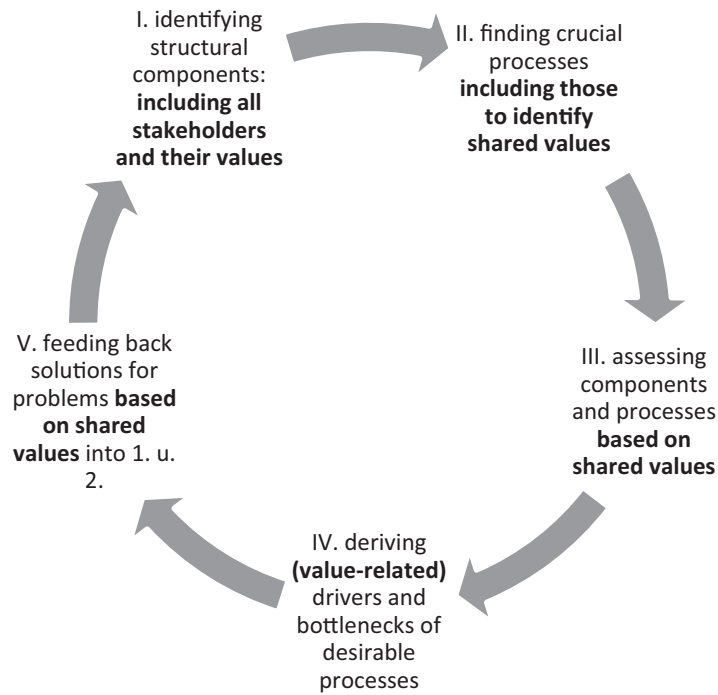 I. identifying
structural
components:
including all
stakeholders
and their values
II. finding crucial
processes
including those
to identify
shared values
III. assessing
components
and processes
based on
shared values
IV. deriving
(value-related)
drivers and
bottlenecks of
desirable
processes
V. feeding back
solutions for
problems based
on shared
values into 1. u.
2.